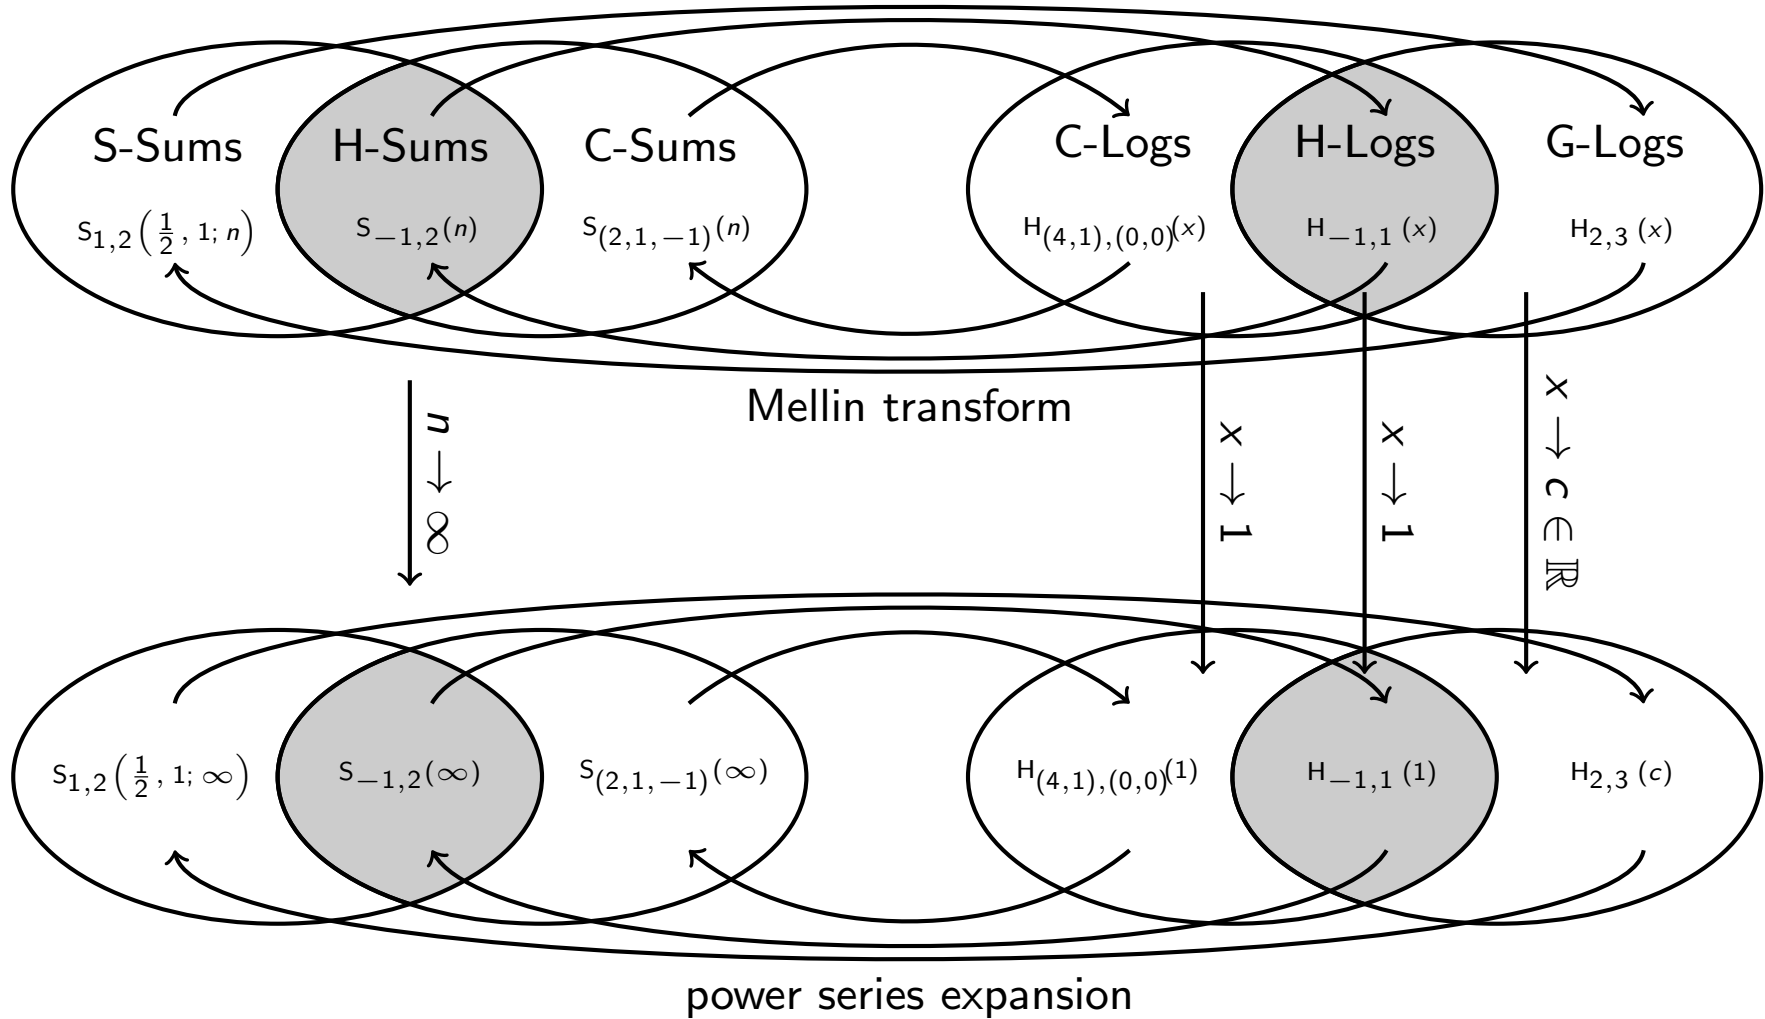 S-Sums H-Sums C-Sums C-Logs H-Logs G-Logs
S₁,₂(½, 1; n) S₋₁,₂(n) S₍₂,₁,₋₁₎(n) H₍₄,₁₎,₍₀,₀₎(x) H₋₁,₁(x) H₂,₃(x)
Mellin transform
n → ∞ x → 1 x → 1 x → c ∈ ℝ
S₁,₂(½, 1; ∞) S₋₁,₂(∞) S₍₂,₁,₋₁₎(∞) H₍₄,₁₎,₍₀,₀₎(1) H₋₁,₁(1) H₂,₃(c)
power series expansion